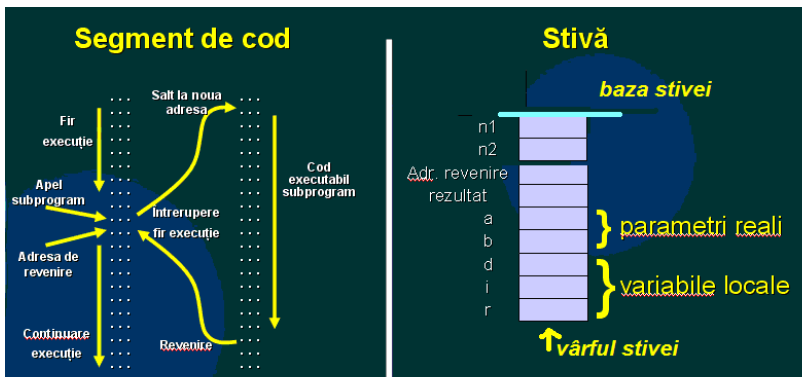 Segment de cod
Fir
execuție
Apel
subprogram
Adresa de
revenire
Continuare
execuție
Salt la noua
adresa
Intrerupere
fir execuție
Revenire
Cod
executabil
subprogram
Stivă
baza stivei
n1
n2
Adr. revenire
rezultat
a
b
d
i
r
parametri reali
variabile locale
vârful stivei